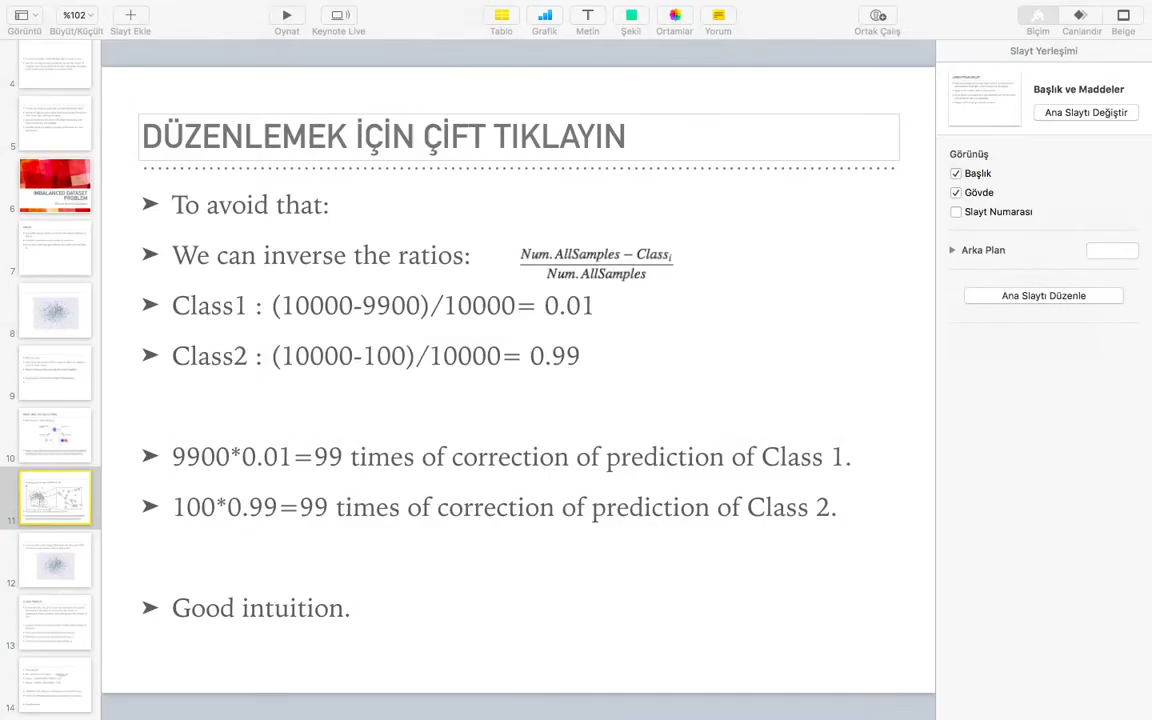 Görüntü
%102
Büyüt/Küçült
Slayt Ekle
Oynat
Keynote Live
Tablo
Grafik
Metin
Şekil
Ortamlar
Yorum
Ortak Çalış
Biçim
Canlandır
Belge
4
5
IMBALANCED DATASET
PROBLEM
6
7
8
9
10
11
12
13
14
DÜZENLEMEK İÇİN ÇİFT TIKLAYIN
➤ To avoid that:
➤ We can inverse the ratios:
Num.AllSamples − Classᵢ
Num.AllSamples
➤ Class1 : (10000-9900)/10000= 0.01
➤ Class2 : (10000-100)/10000= 0.99
➤ 9900*0.01=99 times of correction of prediction of Class 1.
➤ 100*0.99=99 times of correction of prediction of Class 2.
➤ Good intuition.
Slayt Yerleşimi
Başlık ve Maddeler
Ana Slaytı Değiştir
Görünüş
Başlık
Gövde
Slayt Numarası
Arka Plan
Ana Slaytı Düzenle